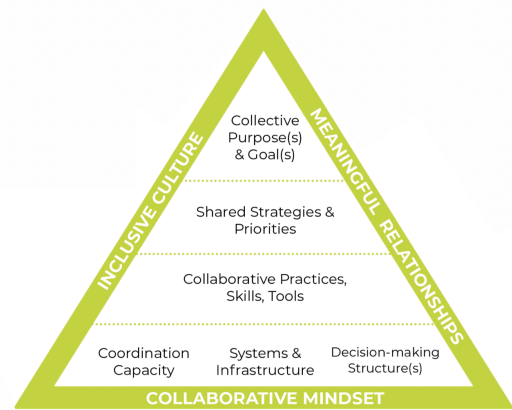 Collective
Purpose(s)
& Goal(s)
INCLUSIVE CULTURE
MEANINGFUL RELATIONSHIPS
Shared Strategies &
Priorities
Collaborative Practices,
Skills, Tools
Coordination
Capacity
Systems &
Infrastructure
Decision-making
Structure(s)
COLLABORATIVE MINDSET